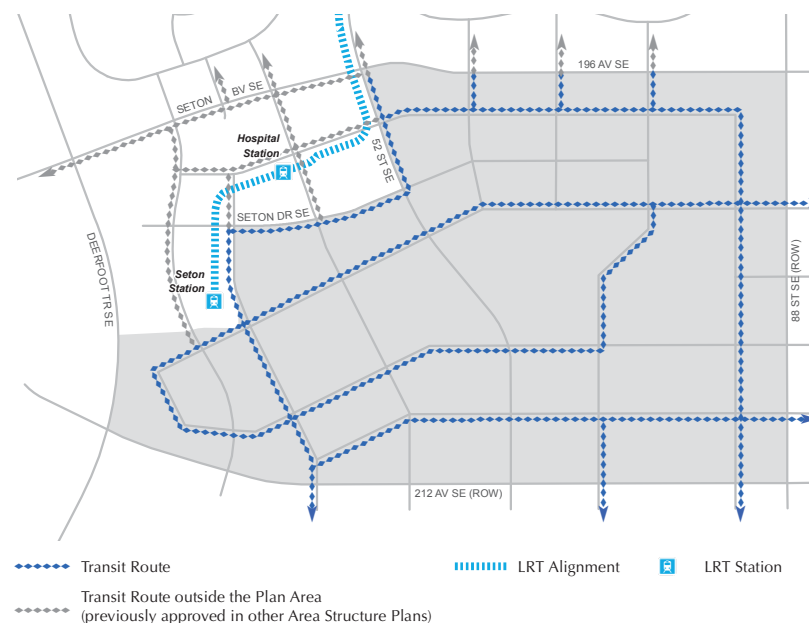 196 AV SE
SETON BV SE
Hospital
Station
52 ST SE
SETON DR SE
DEERFOOT TR SE
Seton
Station
88 ST SE (ROW)
212 AV SE (ROW)
Transit Route
LRT Alignment
LRT Station
Transit Route outside the Plan Area
(previously approved in other Area Structure Plans)